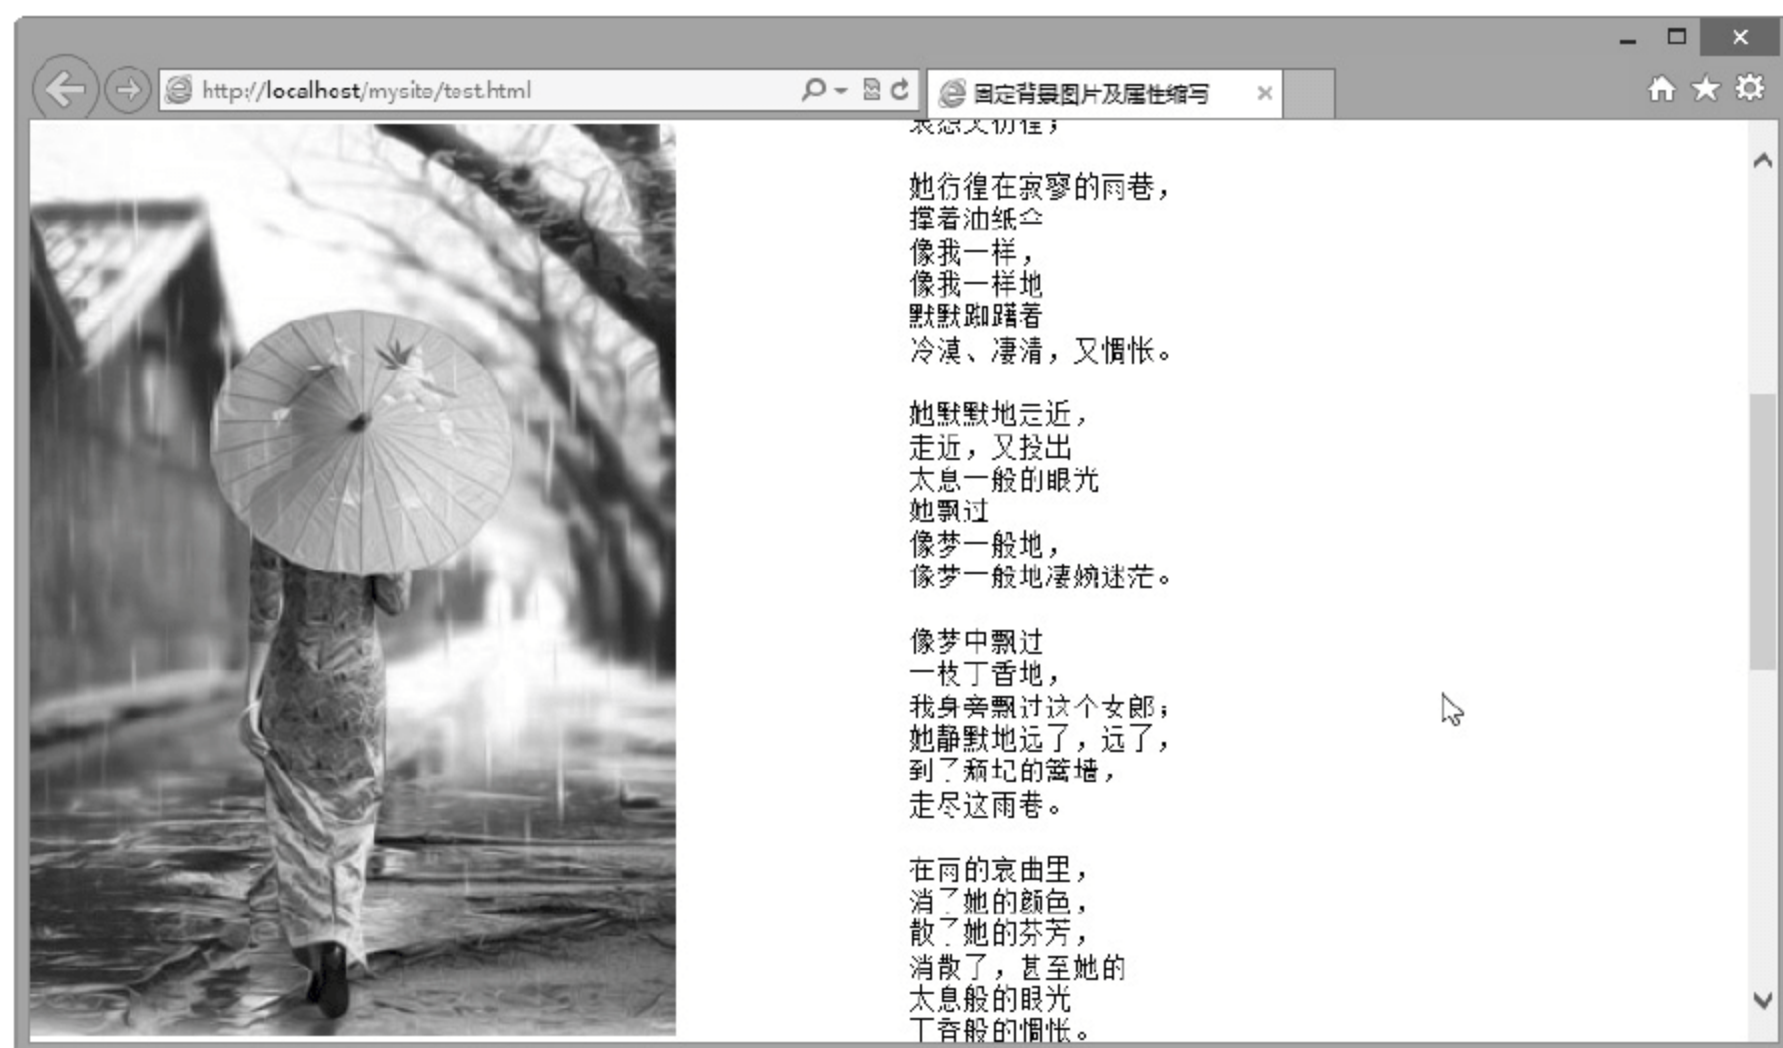 http://localhost/mysite/test.html
固定背景图片及属性缩写
她彷徨在寂寥的雨巷，
撑着油纸伞
像我一样，
像我一样地
默默踟躇着
冷漠、凄清，又惆怅。
她默默地走近，
走近，又投出
太息一般的眼光
她飘过
像梦一般地，
像梦一般地凄婉迷茫。
像梦中飘过
一枝丁香地，
我身旁飘过这个女郎；
她静默地远了，远了，
到了颓圮的篱墙，
走尽这雨巷。
在雨的哀曲里，
消了她的颜色，
散了她的芬芳，
消散了，甚至她的
太息般的眼光
丁香般的惆怅。